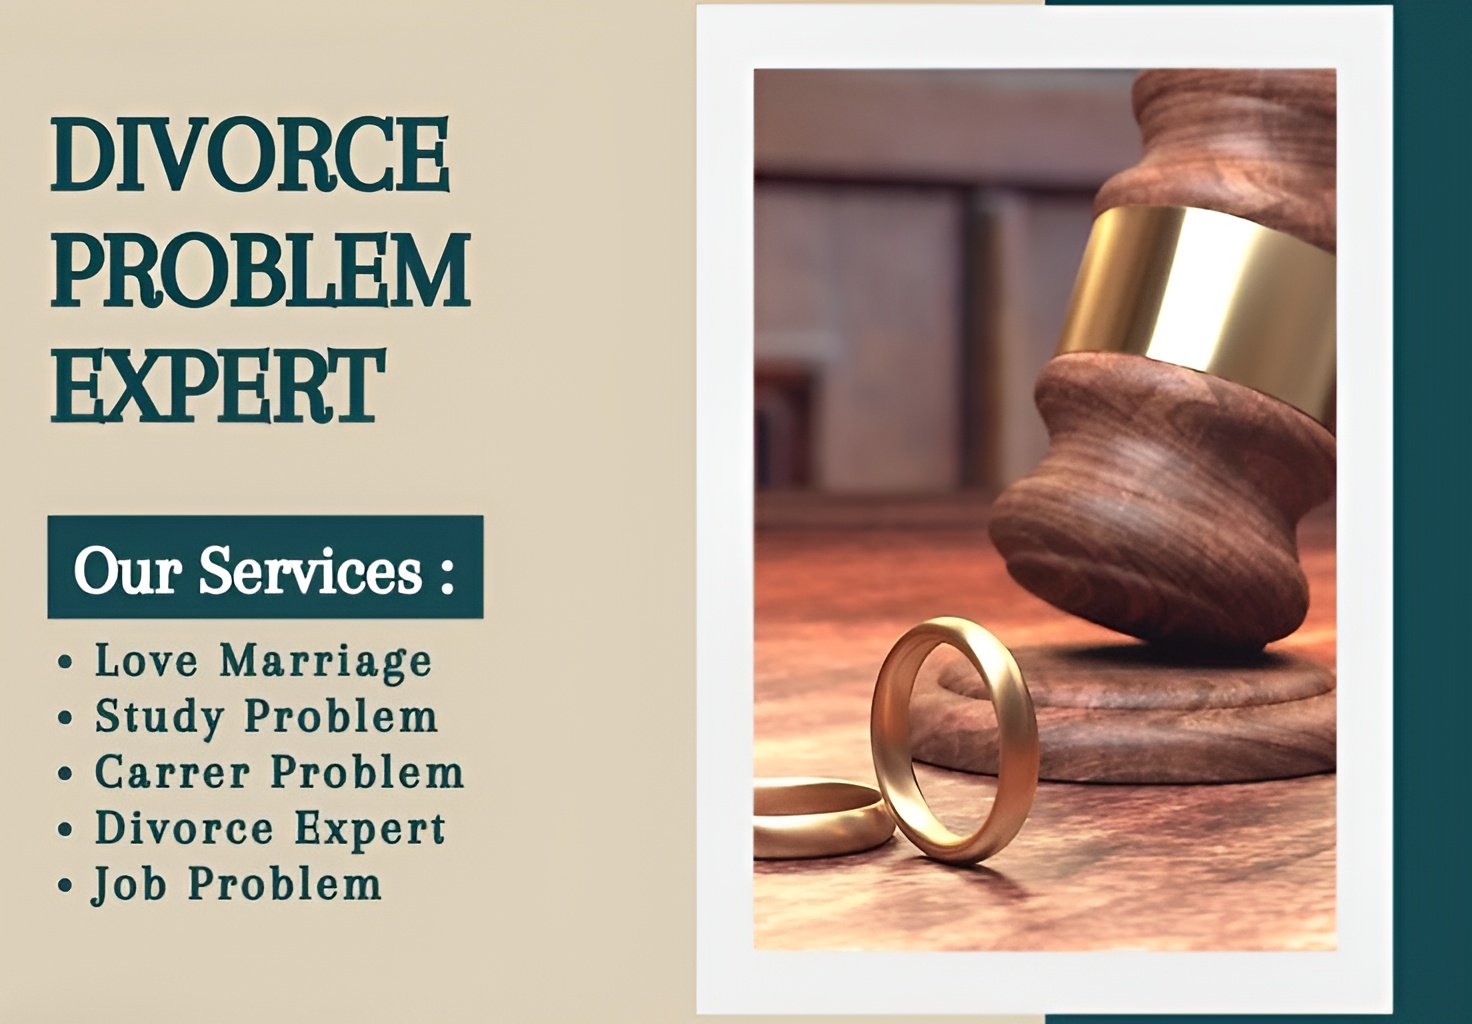 DIVORCE
PROBLEM
EXPERT
Our Services :
• Love Marriage
• Study Problem
• Carrer Problem
• Divorce Expert
• Job Problem